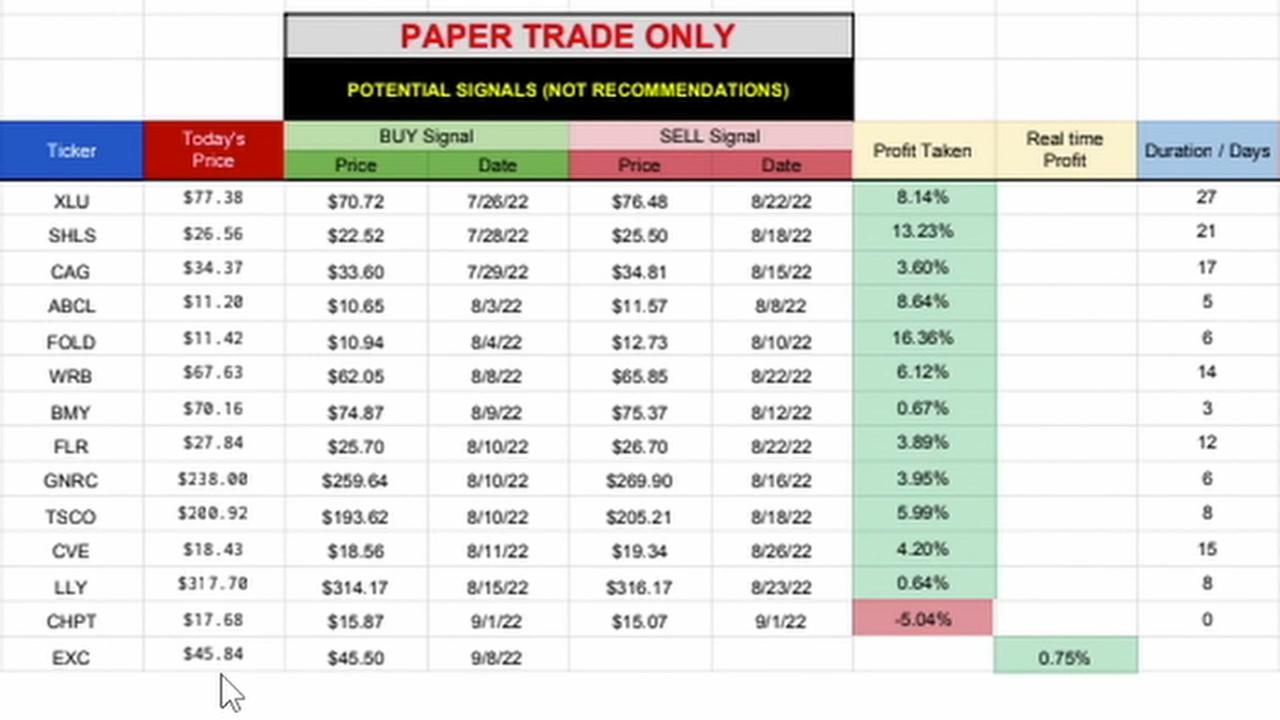 PAPER TRADE ONLY
POTENTIAL SIGNALS (NOT RECOMMENDATIONS)
Ticker Today's Price BUY Signal SELL Signal Profit Taken Real time Profit Duration / Days
Price Date Price Date
XLU $77.38 $70.72 7/26/22 $76.48 8/22/22 8.14% 27
SHLS $26.56 $22.52 7/28/22 $25.50 8/18/22 13.23% 21
CAG $34.37 $33.60 7/29/22 $34.81 8/15/22 3.60% 17
ABCL $11.20 $10.65 8/3/22 $11.57 8/8/22 8.64% 5
FOLD $11.42 $10.94 8/4/22 $12.73 8/10/22 16.36% 6
WRB $67.63 $62.05 8/8/22 $65.85 8/22/22 6.12% 14
BMY $70.16 $74.87 8/9/22 $75.37 8/12/22 0.67% 3
FLR $27.84 $25.70 8/10/22 $26.70 8/22/22 3.89% 12
GNRC $238.00 $259.64 8/10/22 $269.90 8/16/22 3.95% 6
TSCO $200.92 $193.62 8/10/22 $205.21 8/18/22 5.99% 8
CVE $18.43 $18.56 8/11/22 $19.34 8/26/22 4.20% 15
LLY $317.70 $314.17 8/15/22 $316.17 8/23/22 0.64% 8
CHPT $17.68 $15.87 9/1/22 $15.07 9/1/22 -5.04% 0
EXC $45.84 $45.50 9/8/22 0.75%